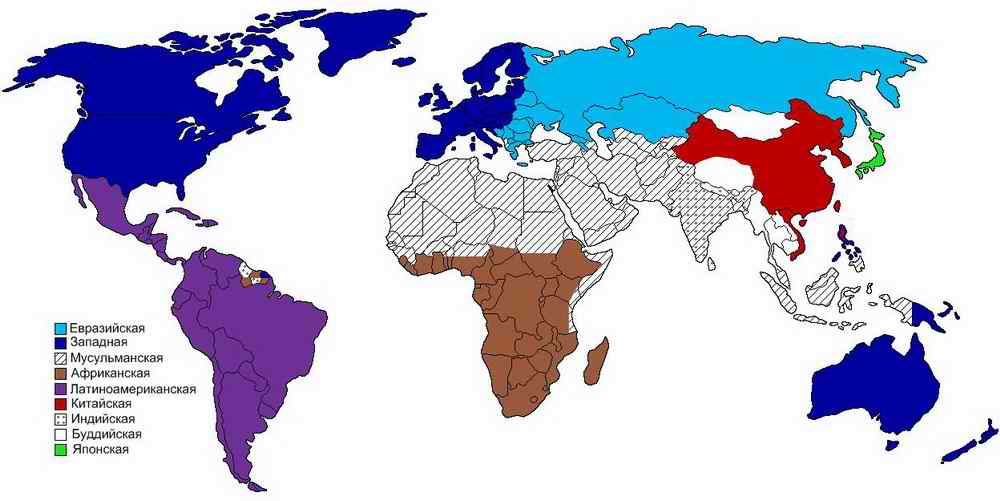 Евразийская
Западная
Мусульманская
Африканская
Латиноамериканская
Китайская
Индийская
Буддийская
Японская